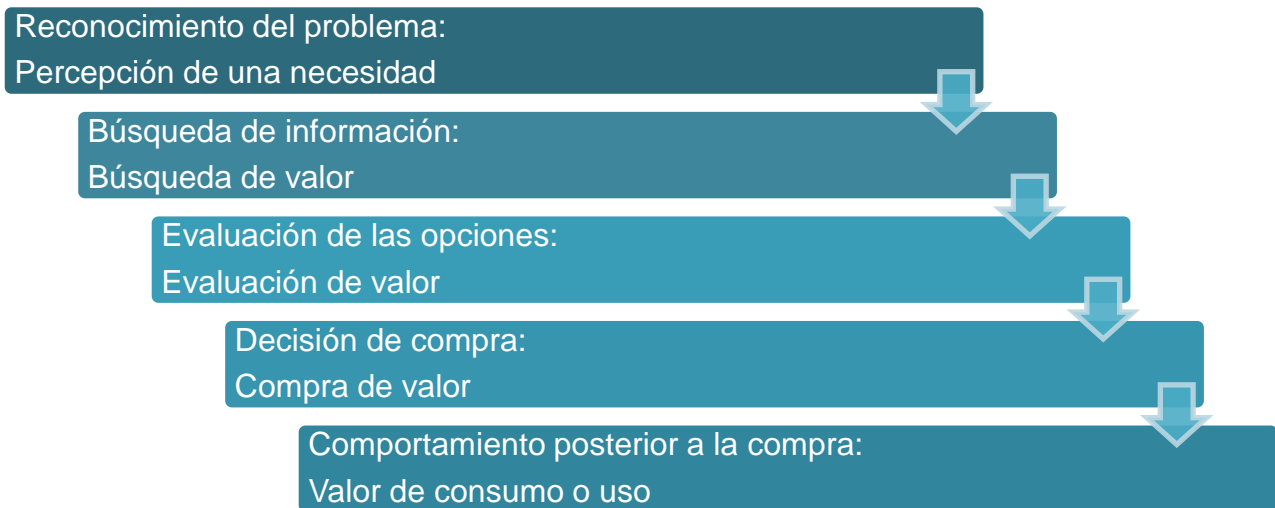 Reconocimiento del problema:
Percepción de una necesidad
Búsqueda de información:
Búsqueda de valor
Evaluación de las opciones:
Evaluación de valor
Decisión de compra:
Compra de valor
Comportamiento posterior a la compra:
Valor de consumo o uso